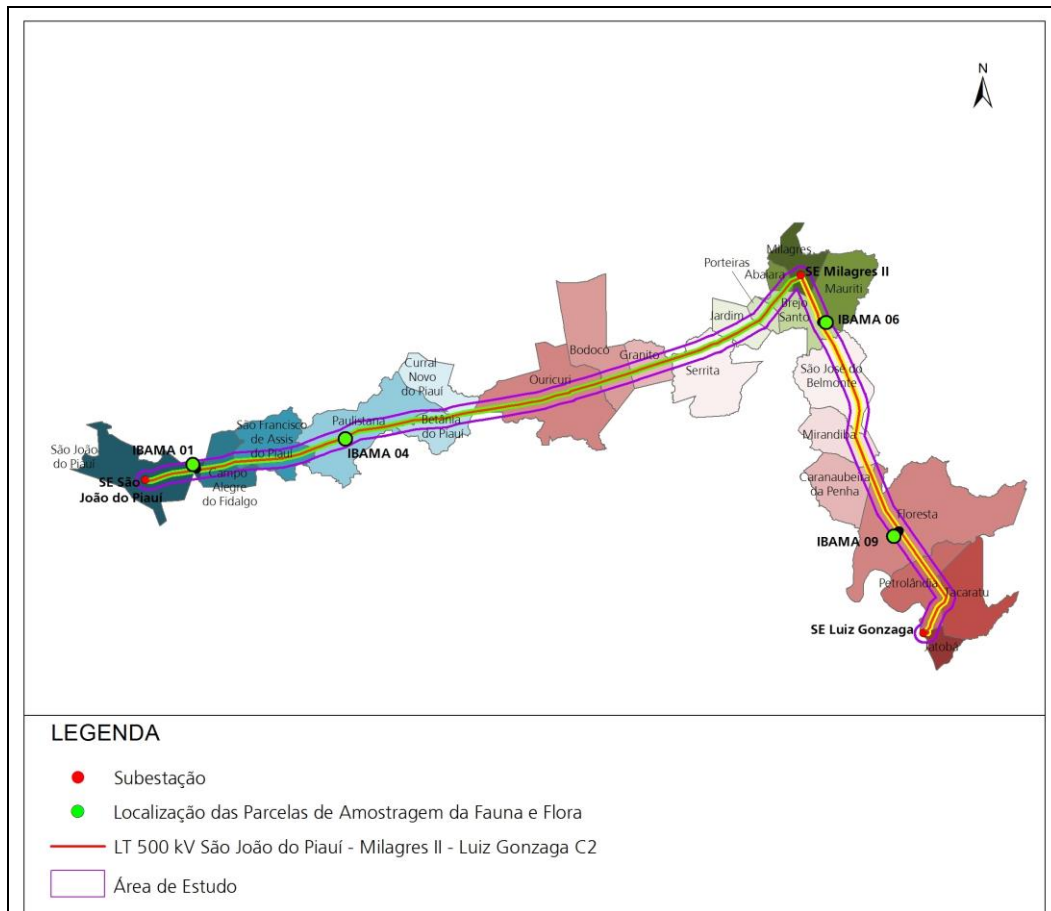 N
Milagres
Porteiras
Abaiara
SE Milagres II
Mauriti
Brejo
Santo
IBAMA 06
Jardim
Bodocó
Granito
Serrita
São José do
Belmonte
Curral
Novo
do Piauí
Ouricuri
Paulistana
Betânia
do Piauí
São Francisco
de Assis
do Piauí
IBAMA 04
Mirandiba
São João
do Piauí
IBAMA 01
SE São
João do Piauí
Campo
Alegre
do Fidalgo
Caranaubeira
da Penha
Floresta
IBAMA 09
Petrolândia
Tacaratu
SE Luiz Gonzaga
Jatobá
LEGENDA
Subestação
Localização das Parcelas de Amostragem da Fauna e Flora
LT 500 kV São João do Piauí - Milagres II - Luiz Gonzaga C2
Área de Estudo